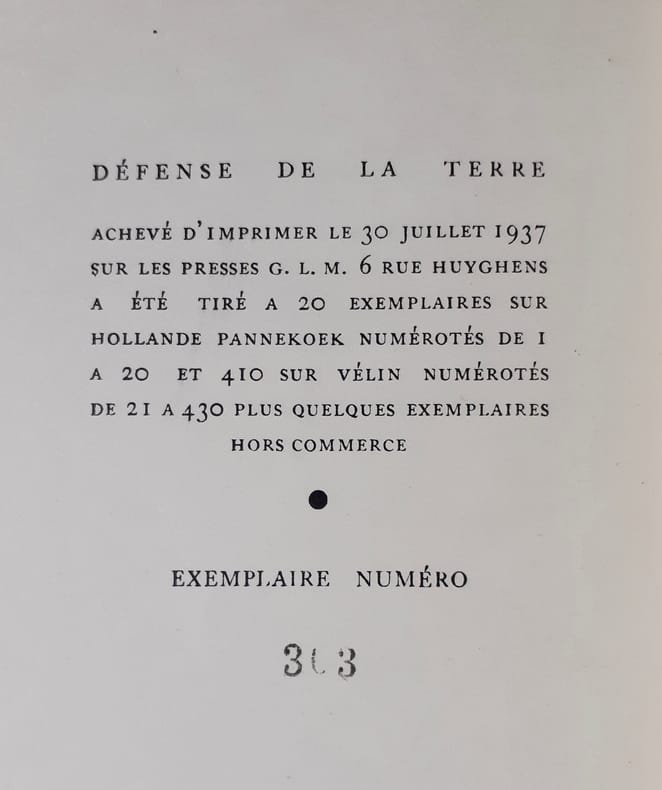 DÉFENSE DE LA TERRE
ACHEVÉ D'IMPRIMER LE 30 JUILLET 1937
SUR LES PRESSES G. L. M. 6 RUE HUYGHENS
A ÉTÉ TIRÉ A 20 EXEMPLAIRES SUR
HOLLANDE PANNEKOEK NUMÉROTÉS DE 1
A 20 ET 410 SUR VÉLIN NUMÉROTÉS
DE 21 A 430 PLUS QUELQUES EXEMPLAIRES
HORS COMMERCE
EXEMPLAIRE NUMÉRO